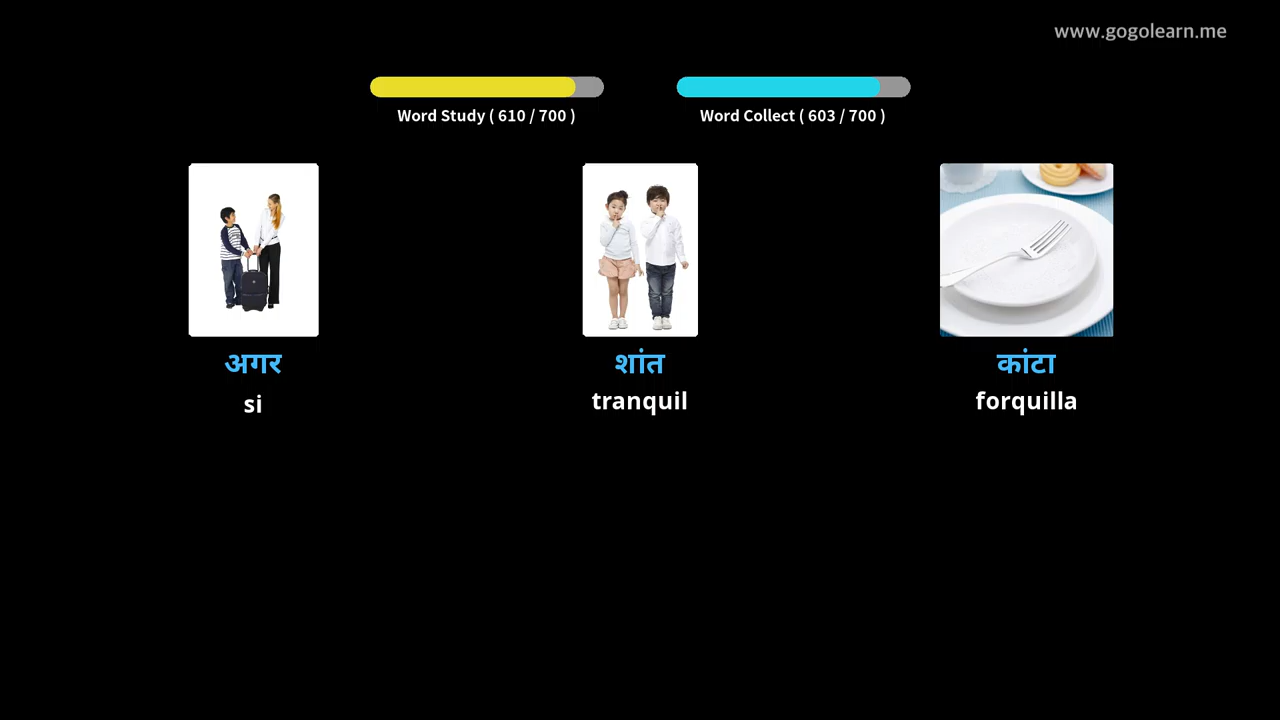 www.gogolearn.me
Word Study ( 610 / 700 )
Word Collect ( 603 / 700 )
अगर
si
शांत
tranquil
कांटा
forquilla